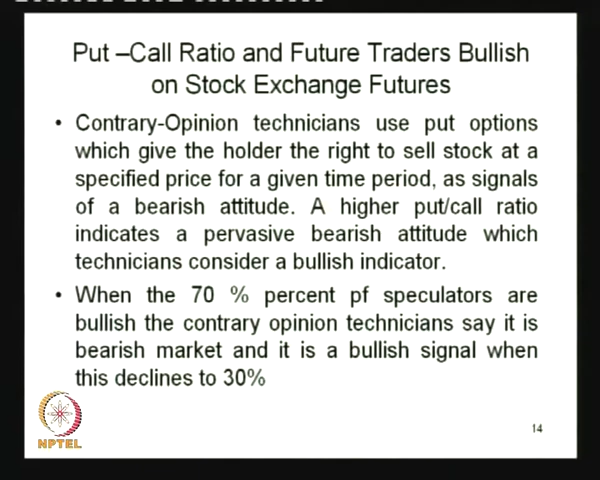 Put –Call Ratio and Future Traders Bullish
on Stock Exchange Futures
• Contrary-Opinion technicians use put options
which give the holder the right to sell stock at a
specified price for a given time period, as signals
of a bearish attitude. A higher put/call ratio
indicates a pervasive bearish attitude which
technicians consider a bullish indicator.
• When the 70 % percent pf speculators are
bullish the contrary opinion technicians say it is
bearish market and it is a bullish signal when
this declines to 30%
NPTEL
14